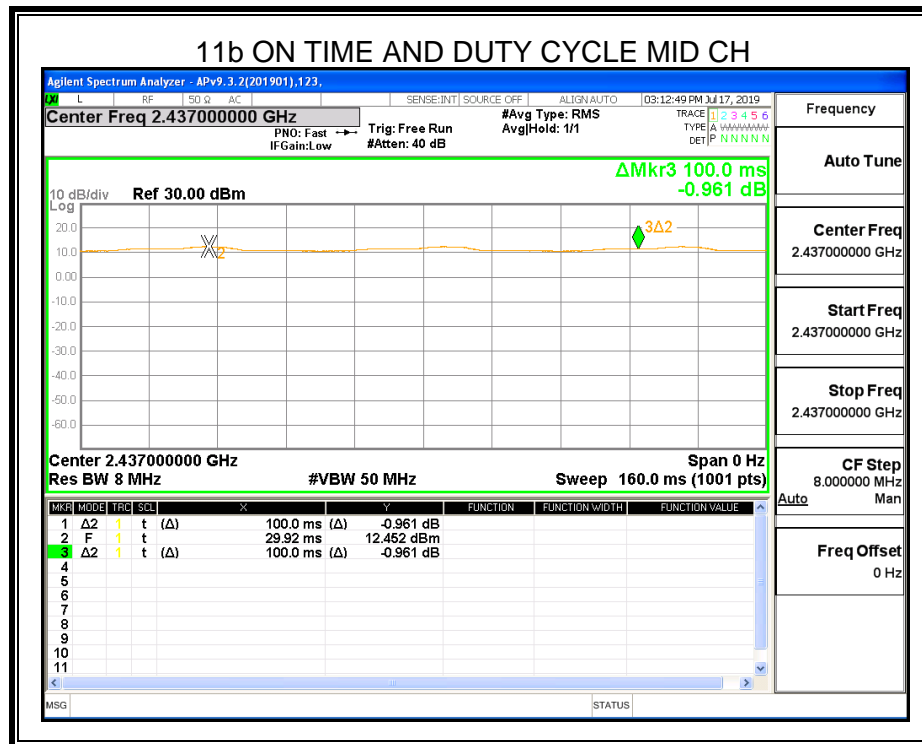 11b ON TIME AND DUTY CYCLE MID CH
Agilent Spectrum Analyzer - APv9.3.2(201901),123,
LXI L RF 50 Ω AC SENSE:INT SOURCE OFF ALIGN AUTO 03:12:49 PM Jul 17, 2019
Center Freq 2.437000000 GHz
PNO: Fast
IFGain:Low
Trig: Free Run
#Atten: 40 dB
#Avg Type: RMS
Avg|Hold: 1/1
TRACE 1 2 3 4 5 6
TYPE A WWWWW
DET P N N N N N
ΔMkr3 100.0 ms
-0.961 dB
10 dB/div Ref 30.00 dBm
Log
20.0
10.0
0.00
-10.0
-20.0
-30.0
-40.0
-50.0
-60.0
2
3Δ2
Center 2.437000000 GHz Span 0 Hz
Res BW 8 MHz #VBW 50 MHz Sweep 160.0 ms (1001 pts)
MKR MODE TRC SCL X Y FUNCTION FUNCTION WIDTH FUNCTION VALUE
1 Δ2 1 t (Δ) 100.0 ms (Δ) -0.961 dB
2 F 1 t 29.92 ms 12.452 dBm
3 Δ2 1 t (Δ) 100.0 ms (Δ) -0.961 dB
4
5
6
7
8
9
10
11
MSG STATUS
Frequency
Auto Tune
Center Freq
2.437000000 GHz
Start Freq
2.437000000 GHz
Stop Freq
2.437000000 GHz
CF Step
8.000000 MHz
Auto Man
Freq Offset
0 Hz